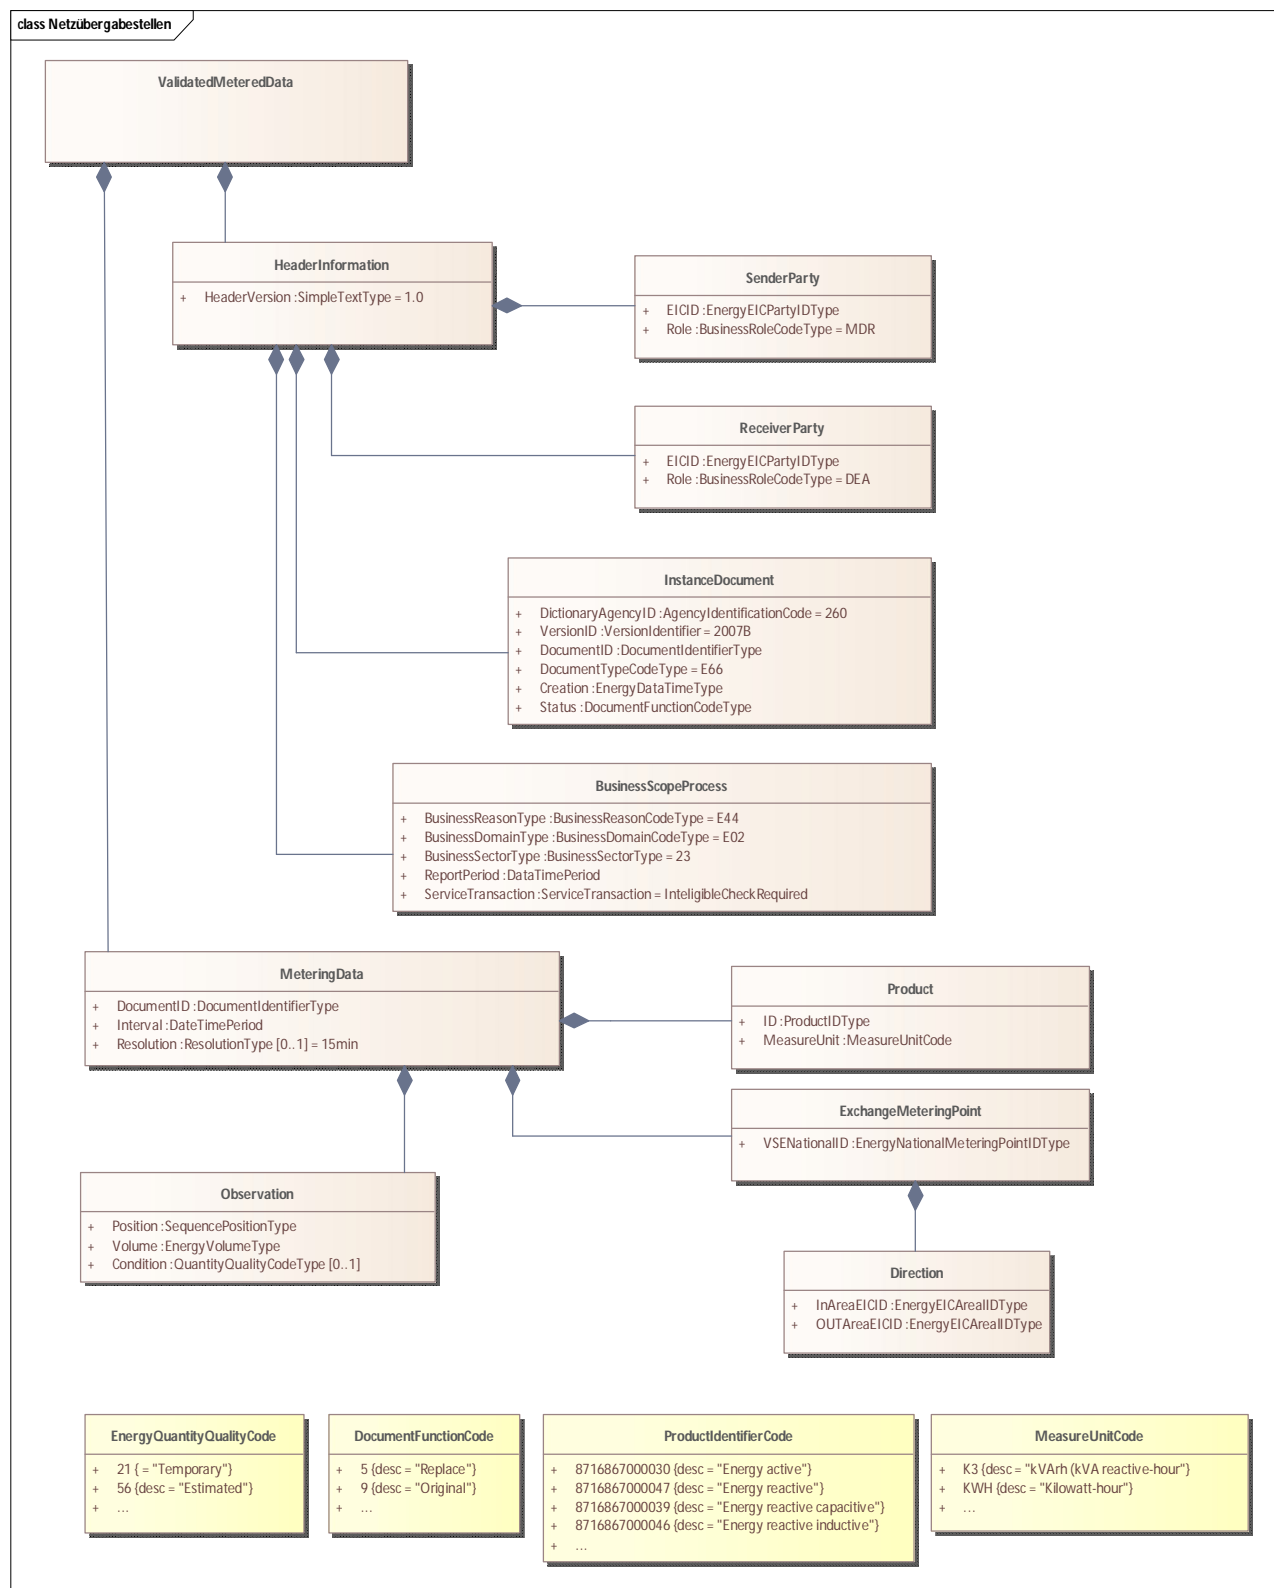 class Netzübergabestellen
ValidatedMeteredData
HeaderInformation
+ HeaderVersion :SimpleTextType = 1.0
SenderParty
+ EICID :EnergyEICPartyIDType
+ Role :BusinessRoleCodeType = MDR
ReceiverParty
+ EICID :EnergyEICPartyIDType
+ Role :BusinessRoleCodeType = DEA
InstanceDocument
+ DictionaryAgencyID :AgencyIdentificationCode = 260
+ VersionID :VersionIdentifier = 2007B
+ DocumentID :DocumentIdentifierType
+ DocumentTypeCodeType = E66
+ Creation :EnergyDataTimeType
+ Status :DocumentFunctionCodeType
BusinessScopeProcess
+ BusinessReasonType :BusinessReasonCodeType = E44
+ BusinessDomainType :BusinessDomainCodeType = E02
+ BusinessSectorType :BusinessSectorType = 23
+ ReportPeriod :DataTimePeriod
+ ServiceTransaction :ServiceTransaction = InteligibleCheckRequired
MeteringData
+ DocumentID :DocumentIdentifierType
+ Interval :DateTimePeriod
+ Resolution :ResolutionType [0..1] = 15min
Product
+ ID :ProductIDType
+ MeasureUnit :MeasureUnitCode
ExchangeMeteringPoint
+ VSENationalID :EnergyNationalMeteringPointIDType
Observation
+ Position :SequencePositionType
+ Volume :EnergyVolumeType
+ Condition :QuantityQualityCodeType [0..1]
Direction
+ InAreaEICID :EnergyEICAreaIIDType
+ OUTAreaEICID :EnergyEICAreaIIDType
EnergyQuantityQualityCode
+ 21 { = "Temporary"}
+ 56 {desc = "Estimated"}
+ ...
DocumentFunctionCode
+ 5 {desc = "Replace"}
+ 9 {desc = "Original"}
+ ...
ProductIdentifierCode
+ 8716867000030 {desc = "Energy active"}
+ 8716867000047 {desc = "Energy reactive"}
+ 8716867000039 {desc = "Energy reactive capacitive"}
+ 8716867000046 {desc = "Energy reactive inductive"}
+ ...
MeasureUnitCode
+ K3 {desc = "kVArh (kVA reactive-hour"}
+ KWH {desc = "Kilowatt-hour"}
+ ...